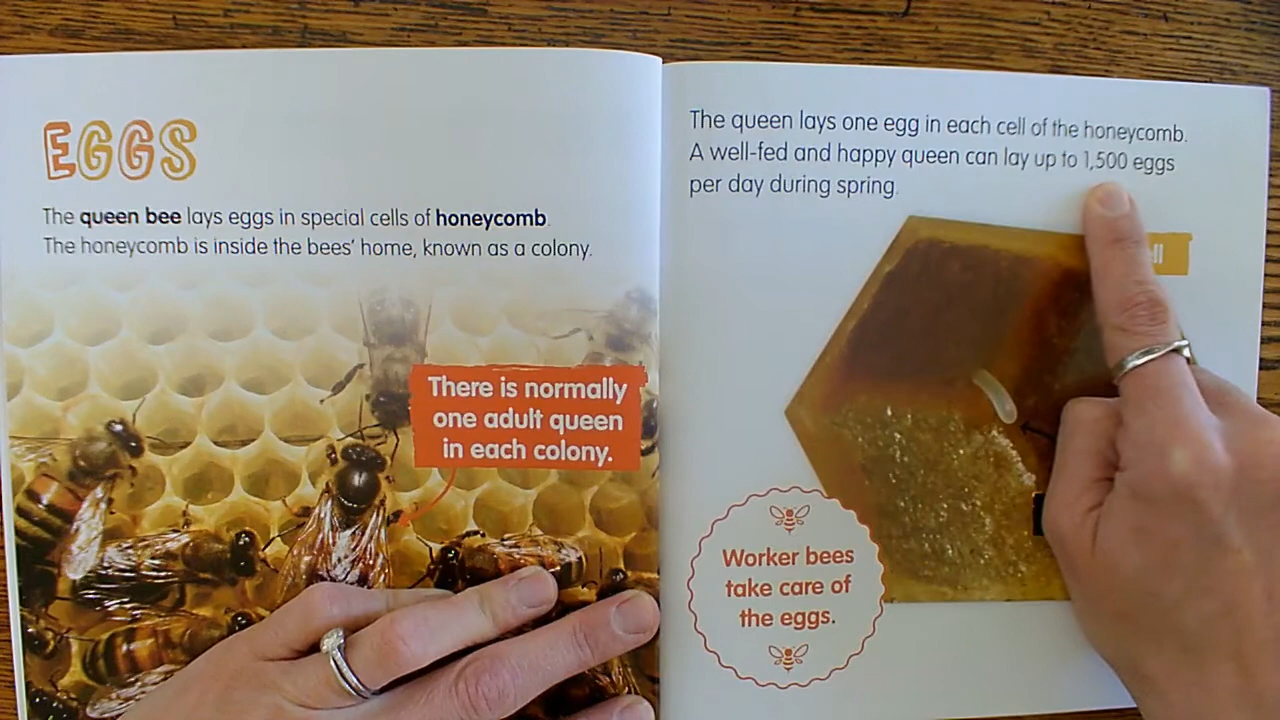 EGGS
The queen bee lays eggs in special cells of honeycomb.
The honeycomb is inside the bees' home, known as a colony.
There is normally
one adult queen
in each colony.
The queen lays one egg in each cell of the honeycomb.
A well-fed and happy queen can lay up to 1,500 eggs
per day during spring.
Worker bees
take care of
the eggs.